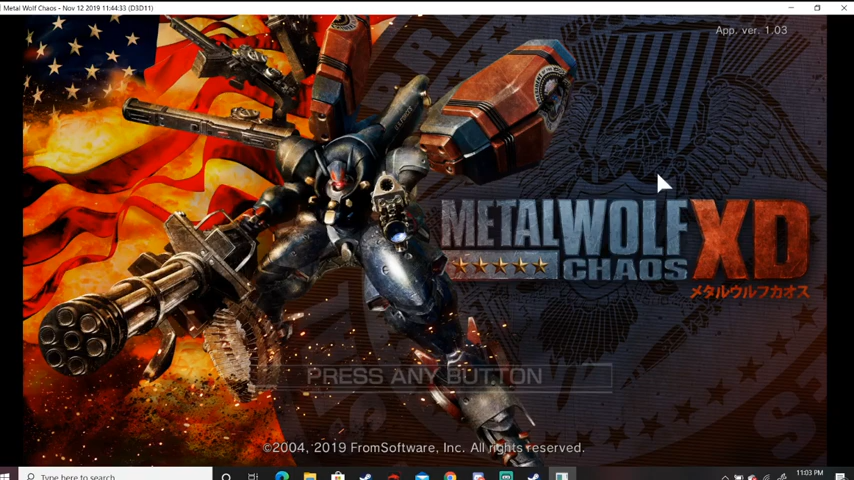 Metal Wolf Chaos - Nov 12 2019 11:44:33 (D3D11)
App. ver. 1.03
METALWOLF
CHAOS
XD
メタルウルフカオス
PRESS ANY BUTTON
©2004, 2019 FromSoftware, Inc. All rights reserved.
Type here to search
11:03 PM